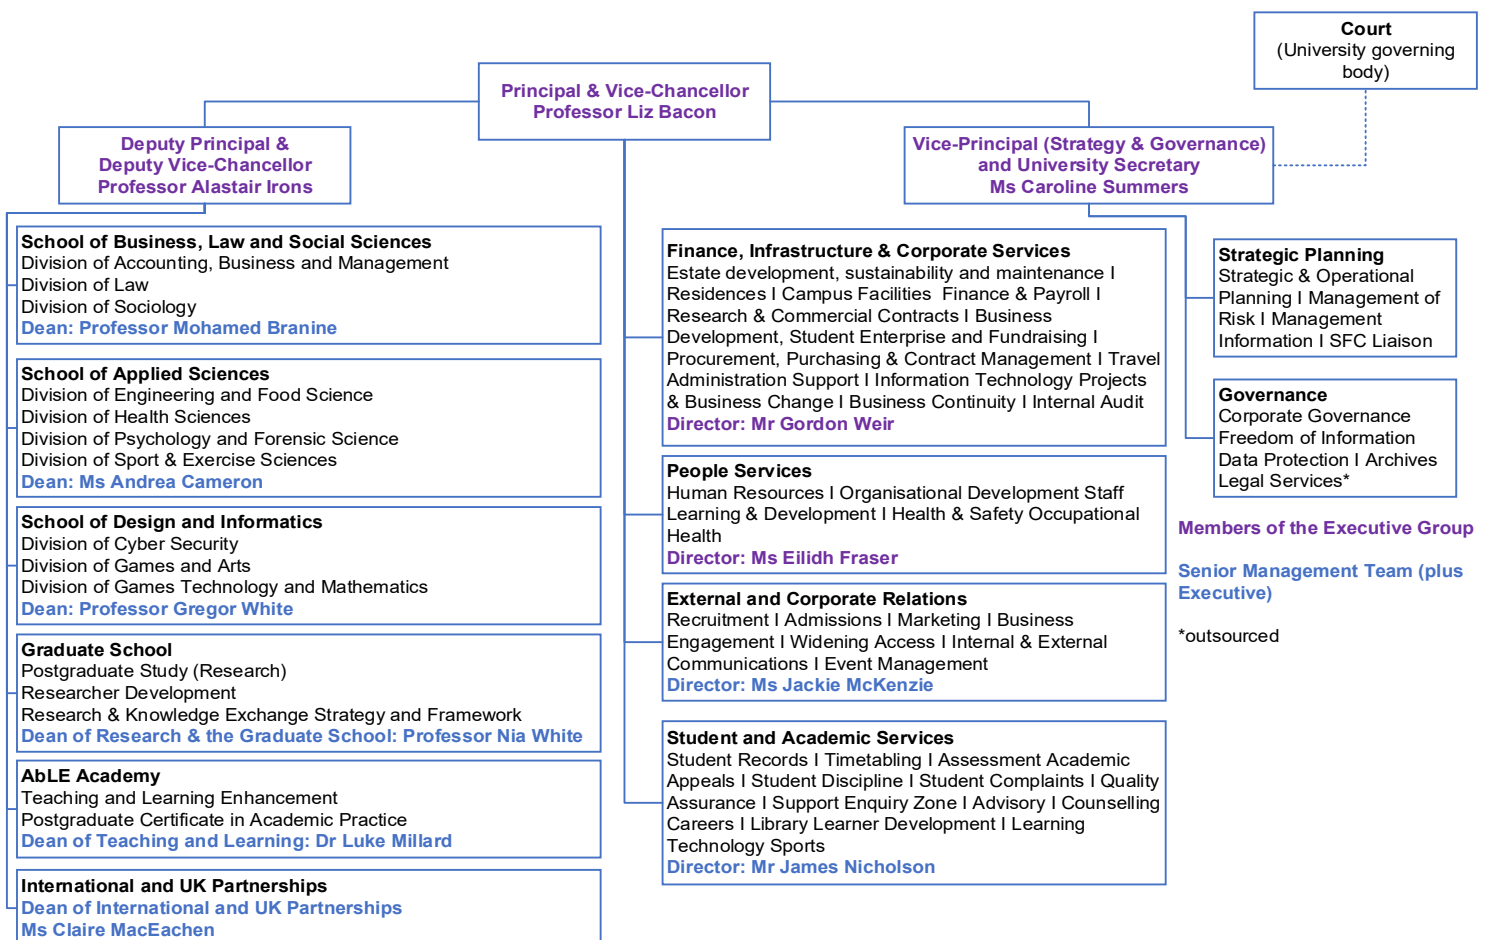 Court
(University governing
body)
Principal & Vice-Chancellor
Professor Liz Bacon
Deputy Principal &
Deputy Vice-Chancellor
Professor Alastair Irons
Vice-Principal (Strategy & Governance)
and University Secretary
Ms Caroline Summers
School of Business, Law and Social Sciences
Division of Accounting, Business and Management
Division of Law
Division of Sociology
Dean: Professor Mohamed Branine
School of Applied Sciences
Division of Engineering and Food Science
Division of Health Sciences
Division of Psychology and Forensic Science
Division of Sport & Exercise Sciences
Dean: Ms Andrea Cameron
School of Design and Informatics
Division of Cyber Security
Division of Games and Arts
Division of Games Technology and Mathematics
Dean: Professor Gregor White
Graduate School
Postgraduate Study (Research)
Researcher Development
Research & Knowledge Exchange Strategy and Framework
Dean of Research & the Graduate School: Professor Nia White
AbLE Academy
Teaching and Learning Enhancement
Postgraduate Certificate in Academic Practice
Dean of Teaching and Learning: Dr Luke Millard
International and UK Partnerships
Dean of International and UK Partnerships
Ms Claire MacEachen
Finance, Infrastructure & Corporate Services
Estate development, sustainability and maintenance I
Residences I Campus Facilities  Finance & Payroll I
Research & Commercial Contracts I Business
Development, Student Enterprise and Fundraising I
Procurement, Purchasing & Contract Management I Travel
Administration Support I Information Technology Projects
& Business Change I Business Continuity I Internal Audit
Director: Mr Gordon Weir
People Services
Human Resources I Organisational Development Staff
Learning & Development I Health & Safety Occupational
Health
Director: Ms Eilidh Fraser
External and Corporate Relations
Recruitment I Admissions I Marketing I Business
Engagement I Widening Access I Internal & External
Communications I Event Management
Director: Ms Jackie McKenzie
Student and Academic Services
Student Records I Timetabling I Assessment Academic
Appeals I Student Discipline I Student Complaints I Quality
Assurance I Support Enquiry Zone I Advisory I Counselling
Careers I Library Learner Development I Learning
Technology Sports
Director: Mr James Nicholson
Strategic Planning
Strategic & Operational
Planning I Management of
Risk I Management
Information I SFC Liaison
Governance
Corporate Governance
Freedom of Information
Data Protection I Archives
Legal Services*
Members of the Executive Group
Senior Management Team (plus
Executive)
*outsourced